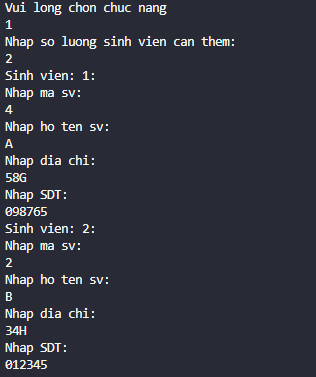 Vui long chon chuc nang
1
Nhap so luong sinh vien can them:
2
Sinh vien: 1:
Nhap ma sv:
4
Nhap ho ten sv:
A
Nhap dia chi:
58G
Nhap SDT:
098765
Sinh vien: 2:
Nhap ma sv:
2
Nhap ho ten sv:
B
Nhap dia chi:
34H
Nhap SDT:
012345